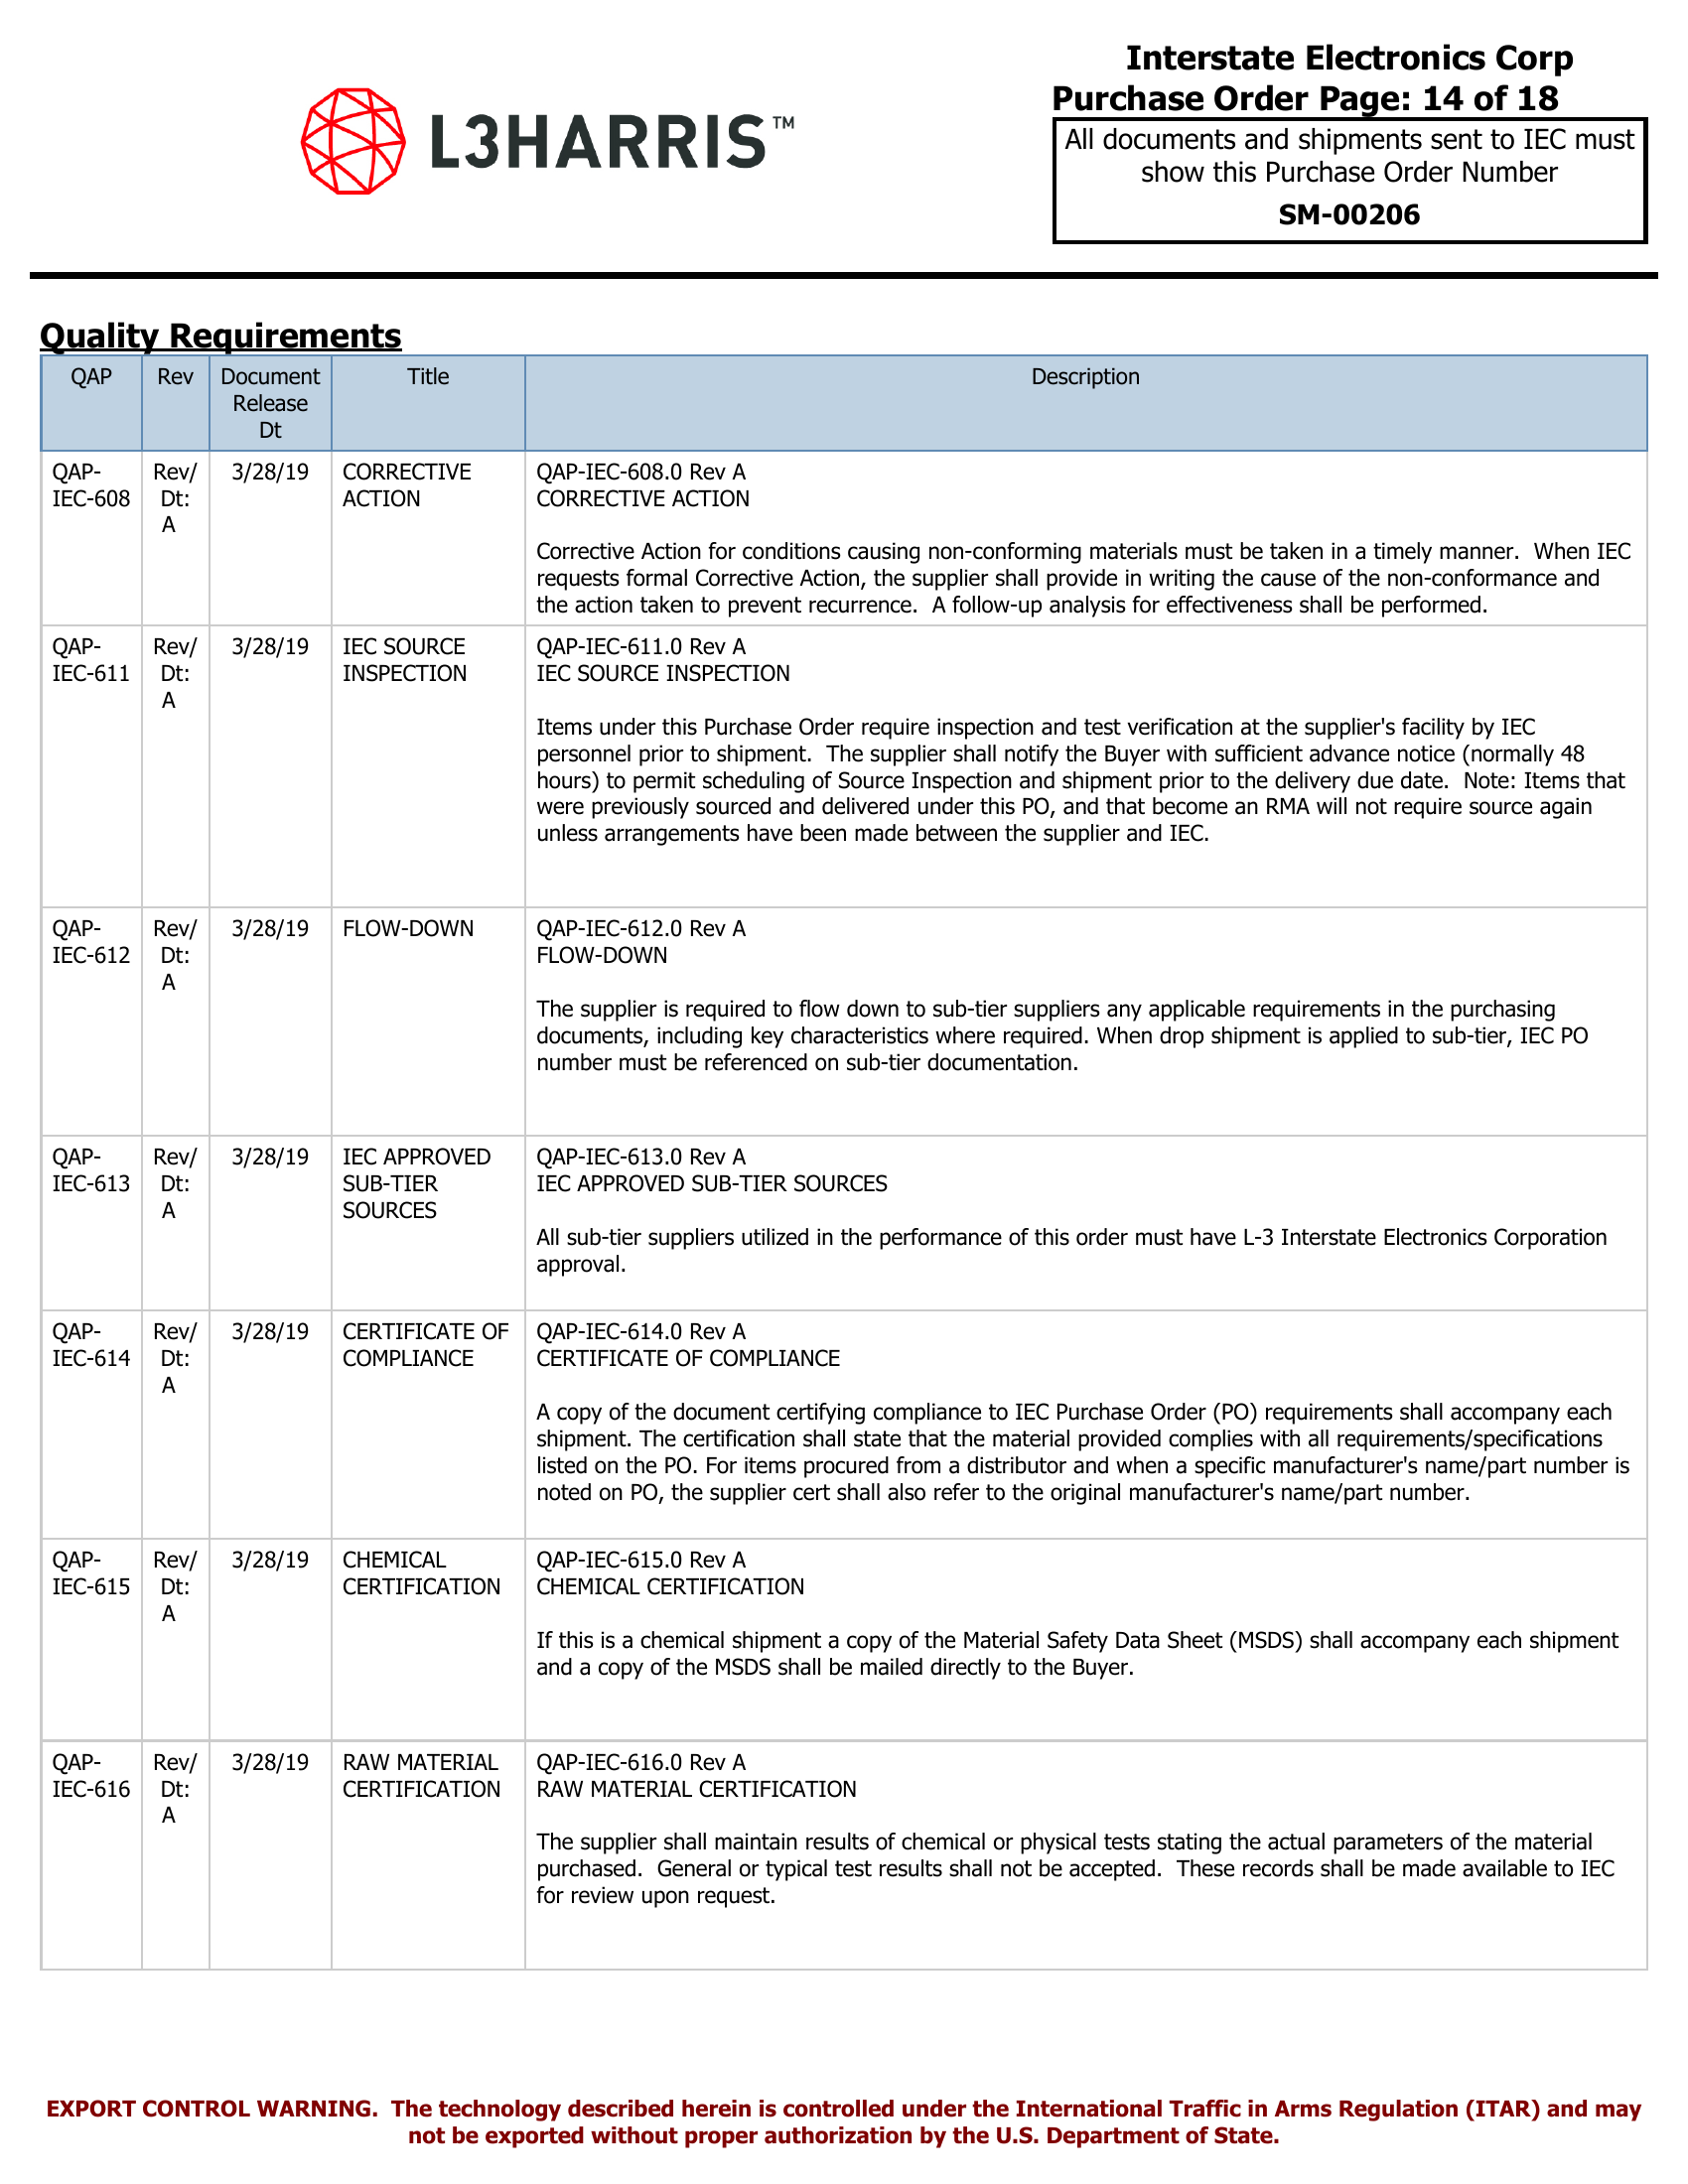 L3HARRIS™
Interstate Electronics Corp
Purchase Order Page: 14 of 18
All documents and shipments sent to IEC must
show this Purchase Order Number
SM-00206
Quality Requirements
QAP Rev Document Title Description
Release
Dt
QAP- Rev/ 3/28/19 CORRECTIVE QAP-IEC-608.0 Rev A
IEC-608 Dt: ACTION CORRECTIVE ACTION
A
Corrective Action for conditions causing non-conforming materials must be taken in a timely manner.  When IEC
requests formal Corrective Action, the supplier shall provide in writing the cause of the non-conformance and
the action taken to prevent recurrence.  A follow-up analysis for effectiveness shall be performed.
QAP- Rev/ 3/28/19 IEC SOURCE QAP-IEC-611.0 Rev A
IEC-611 Dt: INSPECTION IEC SOURCE INSPECTION
A
Items under this Purchase Order require inspection and test verification at the supplier's facility by IEC
personnel prior to shipment.  The supplier shall notify the Buyer with sufficient advance notice (normally 48
hours) to permit scheduling of Source Inspection and shipment prior to the delivery due date.  Note: Items that
were previously sourced and delivered under this PO, and that become an RMA will not require source again
unless arrangements have been made between the supplier and IEC.
QAP- Rev/ 3/28/19 FLOW-DOWN QAP-IEC-612.0 Rev A
IEC-612 Dt: FLOW-DOWN
A
The supplier is required to flow down to sub-tier suppliers any applicable requirements in the purchasing
documents, including key characteristics where required. When drop shipment is applied to sub-tier, IEC PO
number must be referenced on sub-tier documentation.
QAP- Rev/ 3/28/19 IEC APPROVED QAP-IEC-613.0 Rev A
IEC-613 Dt: SUB-TIER IEC APPROVED SUB-TIER SOURCES
A SOURCES
All sub-tier suppliers utilized in the performance of this order must have L-3 Interstate Electronics Corporation
approval.
QAP- Rev/ 3/28/19 CERTIFICATE OF QAP-IEC-614.0 Rev A
IEC-614 Dt: COMPLIANCE CERTIFICATE OF COMPLIANCE
A
A copy of the document certifying compliance to IEC Purchase Order (PO) requirements shall accompany each
shipment. The certification shall state that the material provided complies with all requirements/specifications
listed on the PO. For items procured from a distributor and when a specific manufacturer's name/part number is
noted on PO, the supplier cert shall also refer to the original manufacturer's name/part number.
QAP- Rev/ 3/28/19 CHEMICAL QAP-IEC-615.0 Rev A
IEC-615 Dt: CERTIFICATION CHEMICAL CERTIFICATION
A
If this is a chemical shipment a copy of the Material Safety Data Sheet (MSDS) shall accompany each shipment
and a copy of the MSDS shall be mailed directly to the Buyer.
QAP- Rev/ 3/28/19 RAW MATERIAL QAP-IEC-616.0 Rev A
IEC-616 Dt: CERTIFICATION RAW MATERIAL CERTIFICATION
A
The supplier shall maintain results of chemical or physical tests stating the actual parameters of the material
purchased.  General or typical test results shall not be accepted.  These records shall be made available to IEC
for review upon request.
EXPORT CONTROL WARNING.  The technology described herein is controlled under the International Traffic in Arms Regulation (ITAR) and may
not be exported without proper authorization by the U.S. Department of State.